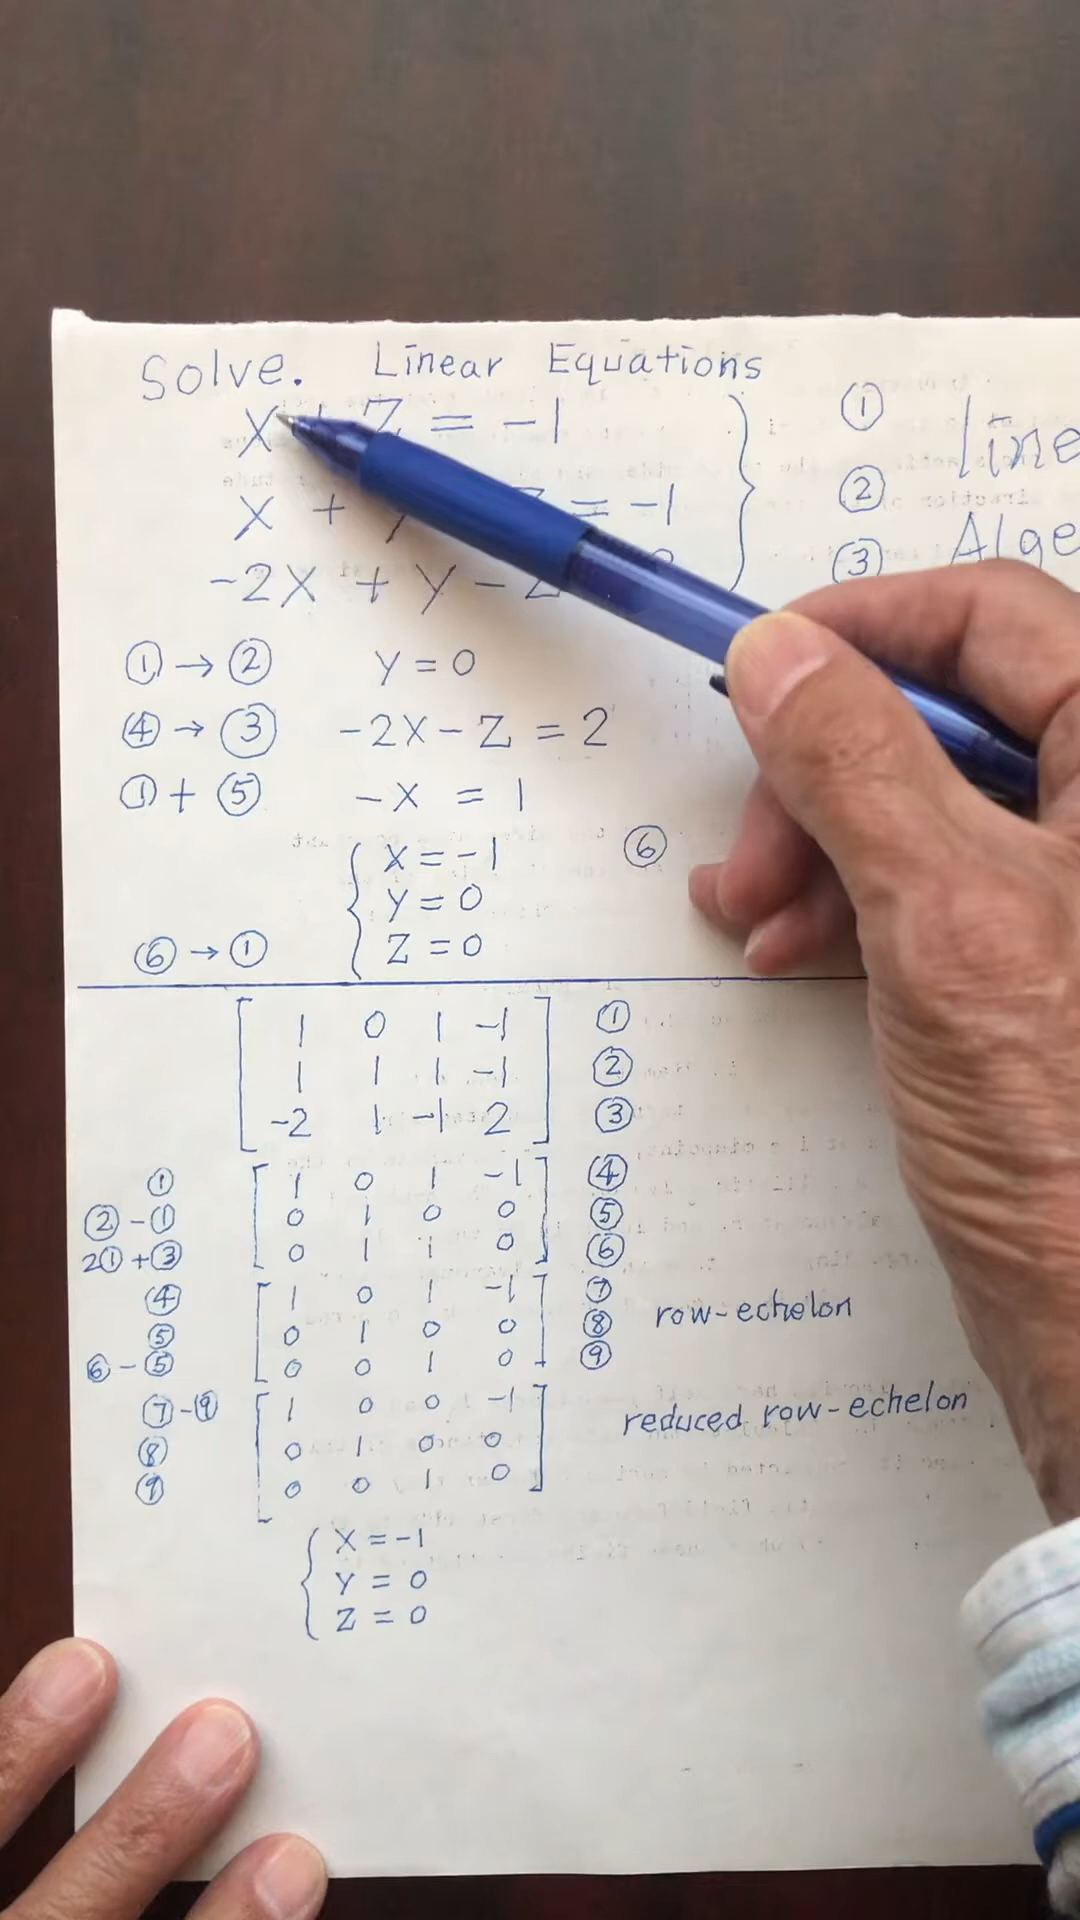 Solve. Linear Equations
X + Z = -1 ①
X + Y Z = -1 ②
-2X + Y - Z ③
① → ② Y = 0
④ → ③ -2X - Z = 2
① + ⑤ -X = 1
X = -1 ⑥
Y = 0
⑥ → ① Z = 0
1 0 1 -1 ①
1 1 1 -1 ②
-2 1 -1 2 ③
① 1 0 1 -1 ④
② - ① 0 1 0 0 ⑤
2① + ③ 0 1 1 0 ⑥
④ 1 0 1 -1 ⑦
⑤ 0 1 0 0 ⑧ row-echelon
⑥ - ⑤ 0 0 1 0 ⑨
⑦ - ⑨ 1 0 0 -1 reduced row-echelon
⑧ 0 1 0 0
⑨ 0 0 1 0
X = -1
Y = 0
Z = 0